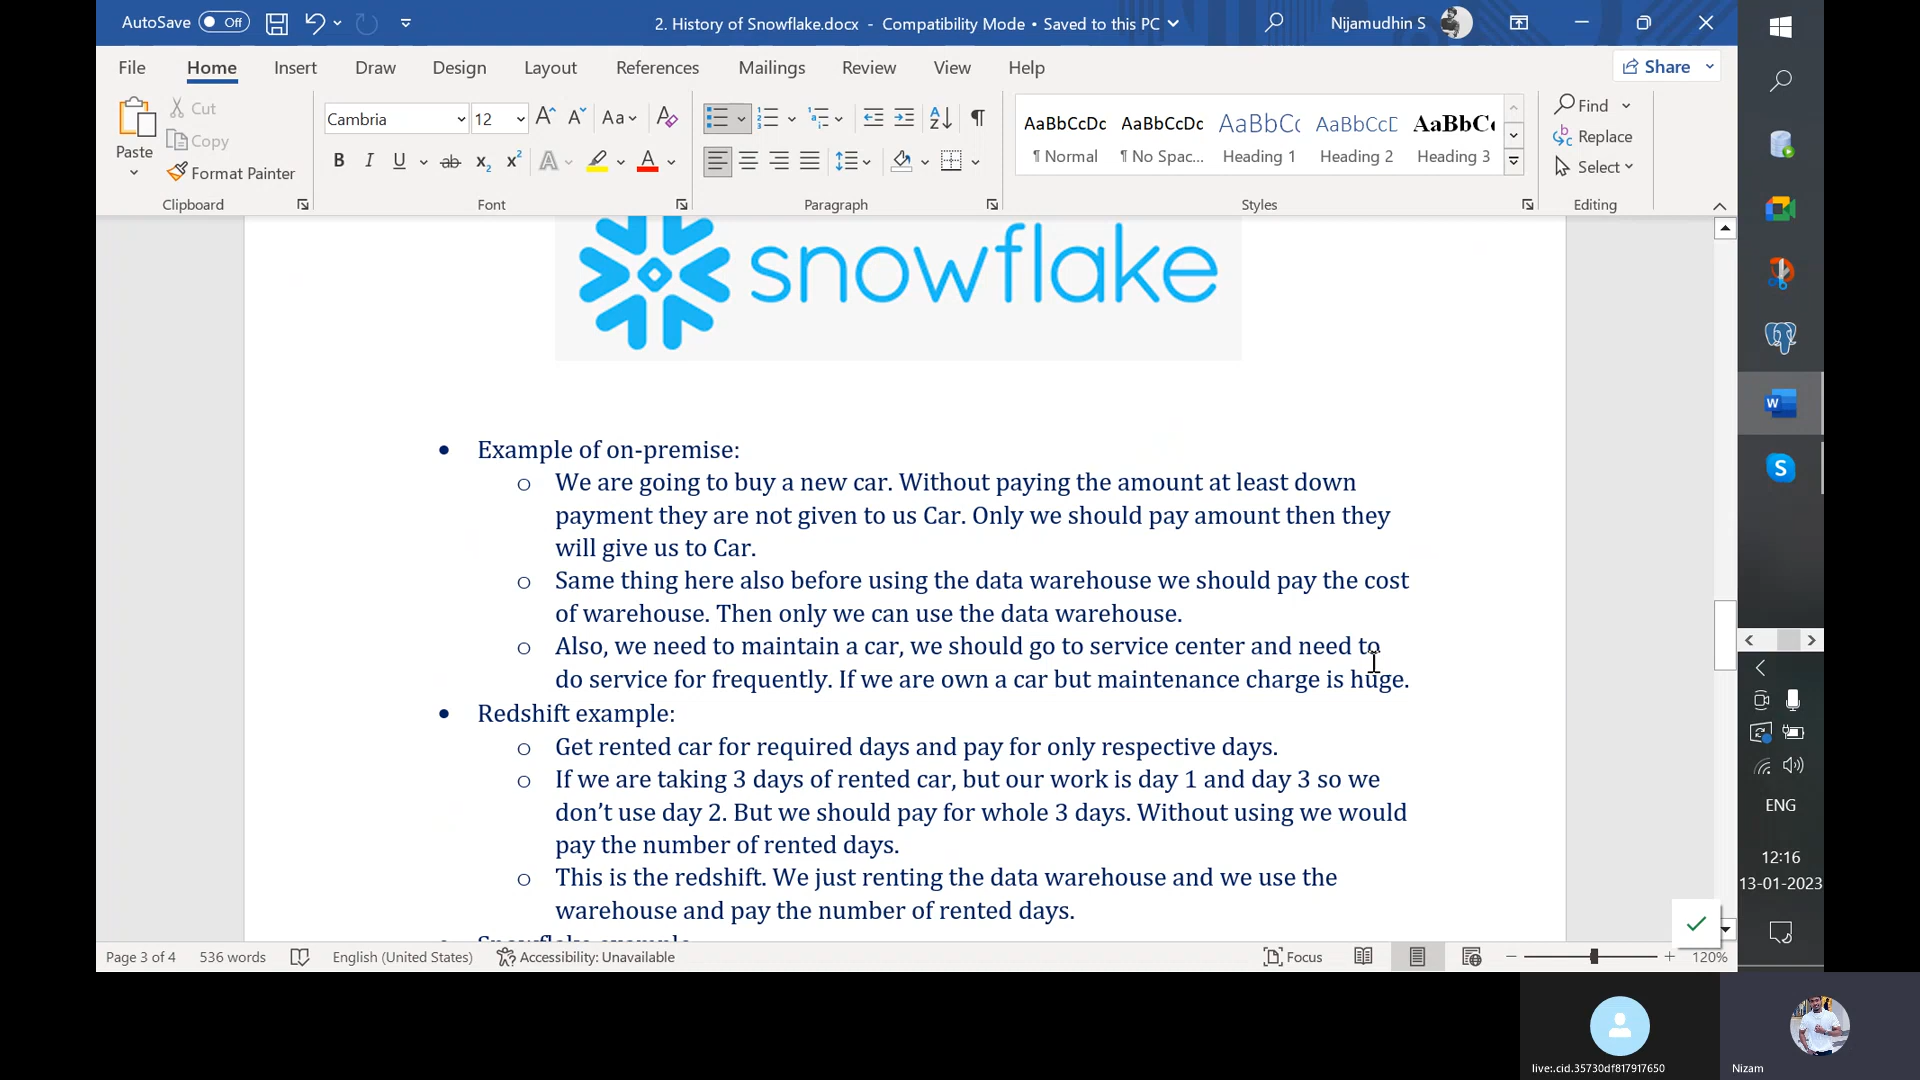 AutoSave Off 2. History of Snowflake.docx - Compatibility Mode • Saved to this PC Nijamudhin S
File Home Insert Draw Design Layout References Mailings Review View Help Share
Paste Cut Copy Format Painter
Cambria 12 Aa
AaBbCcDc AaBbCcDc AaBbCc AaBbCcD AaBbC
¶ Normal ¶ No Spac... Heading 1 Heading 2 Heading 3
Find
Replace
Select
Clipboard Font Paragraph Styles Editing
snowflake
• Example of on-premise:
o We are going to buy a new car. Without paying the amount at least down
payment they are not given to us Car. Only we should pay amount then they
will give us to Car.
o Same thing here also before using the data warehouse we should pay the cost
of warehouse. Then only we can use the data warehouse.
o Also, we need to maintain a car, we should go to service center and need to
do service for frequently. If we are own a car but maintenance charge is huge.
• Redshift example:
o Get rented car for required days and pay for only respective days.
o If we are taking 3 days of rented car, but our work is day 1 and day 3 so we
don’t use day 2. But we should pay for whole 3 days. Without using we would
pay the number of rented days.
o This is the redshift. We just renting the data warehouse and we use the
warehouse and pay the number of rented days.
Page 3 of 4 536 words English (United States) Accessibility: Unavailable Focus 120%
ENG
12:16
13-01-2023
live:.cid.35730df817917650
Nizam